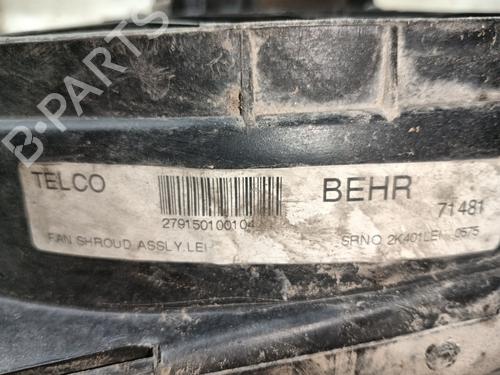 B-PARTS
TELCO
BEHR
279150100104
71481
FAN SHROUD ASSLY.LEI
SRNO 2K401LEI 0575